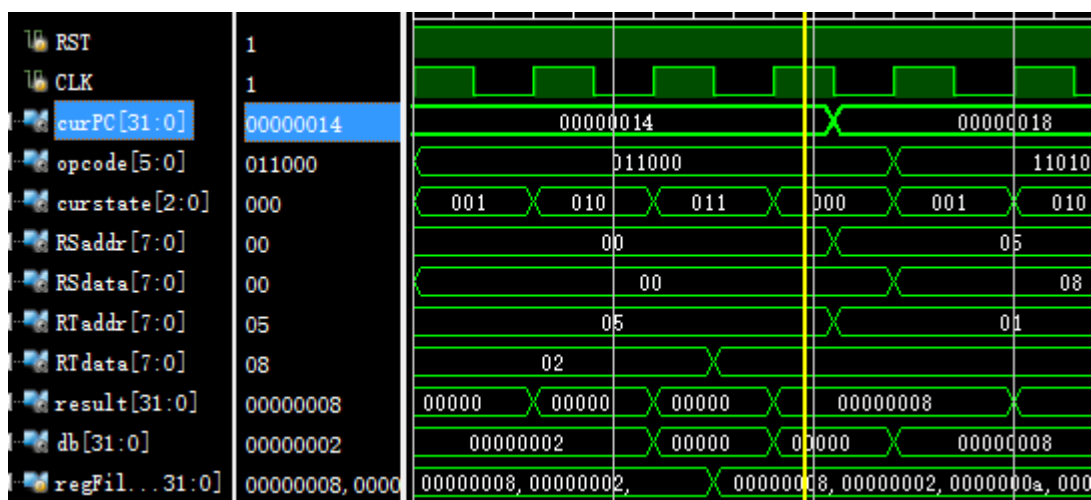 RST 1
CLK 1
curPC[31:0] 00000014 00000014 00000018
opcode[5:0] 011000 011000 11010
curstate[2:0] 000 001 010 011 000 001 010
RSaddr[7:0] 00 00 05
RSdata[7:0] 00 00 08
RTaddr[7:0] 05 05 01
RTdata[7:0] 08 02
result[31:0] 00000008 00000 00000 00000 00000008
db[31:0] 00000002 00000002 00000 00000 00000008
regFil...31:0] 00000008,0000 00000008,00000002, 00000008,00000002,0000000a,000